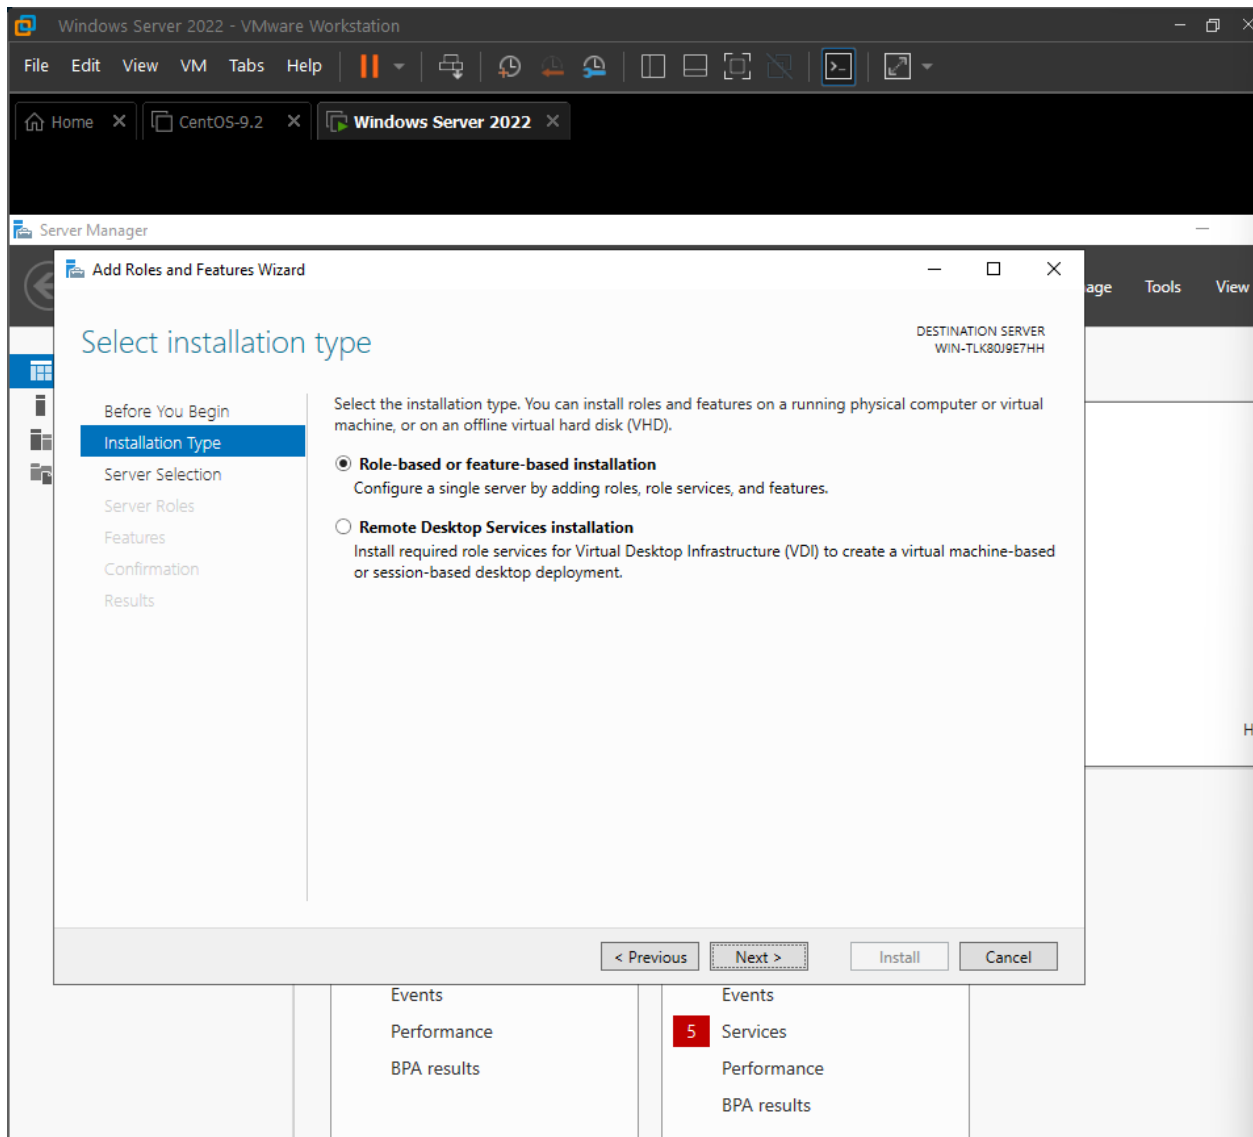 Windows Server 2022 - VMware Workstation
File Edit View VM Tabs Help
Home CentOS-9.2 Windows Server 2022
Server Manager
Add Roles and Features Wizard
Tools View
Select installation type
DESTINATION SERVER
WIN-TLK80J9E7HH
Before You Begin
Installation Type
Server Selection
Server Roles
Features
Confirmation
Results
Select the installation type. You can install roles and features on a running physical computer or virtual
machine, or on an offline virtual hard disk (VHD).
Role-based or feature-based installation
Configure a single server by adding roles, role services, and features.
Remote Desktop Services installation
Install required role services for Virtual Desktop Infrastructure (VDI) to create a virtual machine-based
or session-based desktop deployment.
< Previous Next > Install Cancel
Events
Performance
BPA results
Events
5 Services
Performance
BPA results